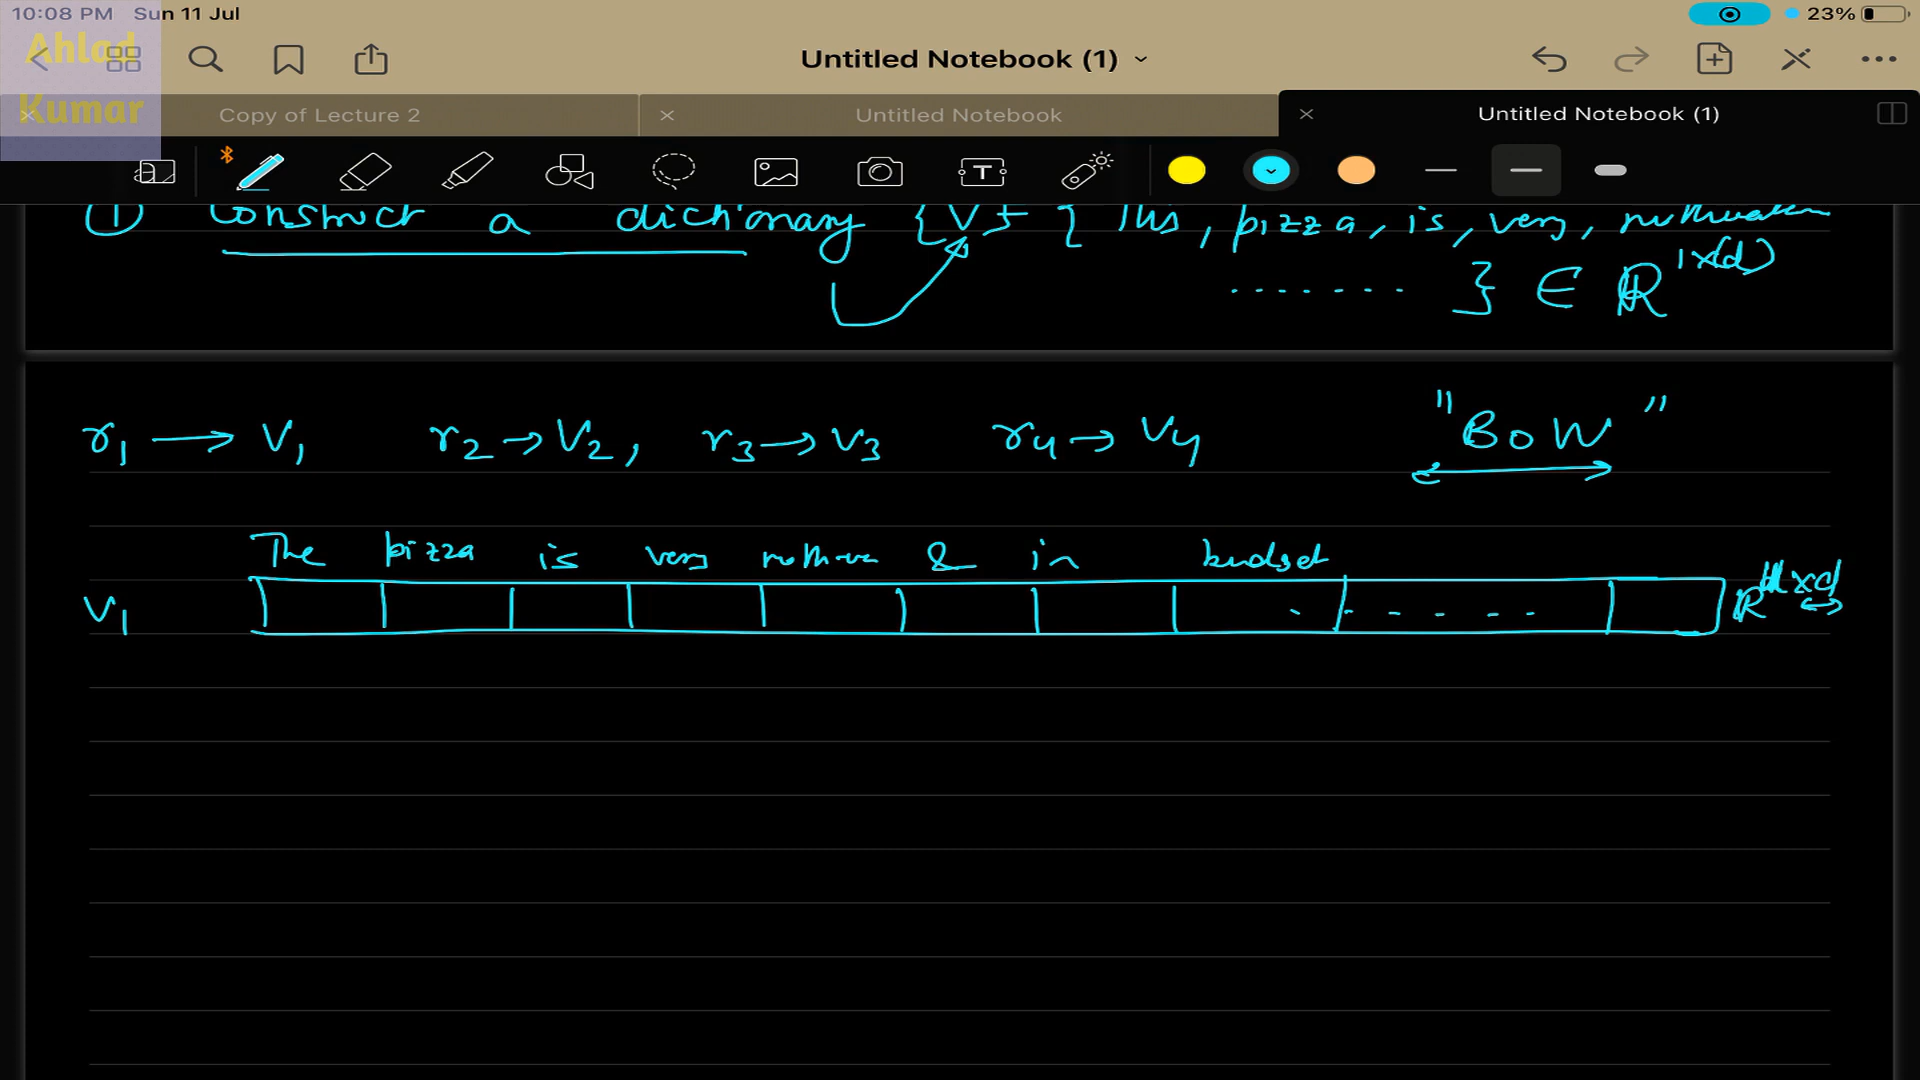 10:08 PM Sun 11 Jul
23%
Ahlad
Kumar
Untitled Notebook (1)
Copy of Lecture 2
Untitled Notebook
Untitled Notebook (1)
T
① Construct a dictionary {V} { This, pizza, is, very,
....... } ∈ ℝ^1×(d)
r₁ → V₁ r₂ → V₂, r₃ → V₃ r₄ → V₄ "BOW"
The pizza is very & in budget
V₁ ..... ℝ